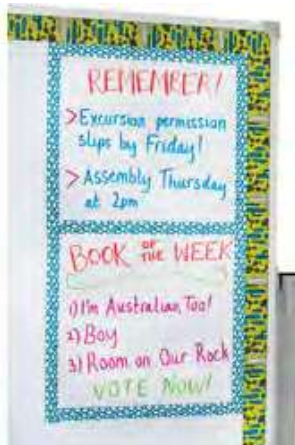 REMEMBER!
> Excursion permission
slips by Friday!
> Assembly Thursday
at 2pm
BOOK OF THE WEEK
1) I'm Australian, Too!
2) Boy
3) Room on Our Rock
VOTE NOW!